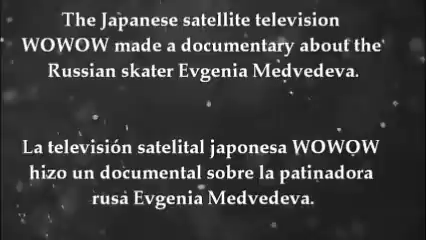 The Japanese satellite television
WOWOW made a documentary about the
Russian skater Evgenia Medvedeva.
La televisión satelital japonesa WOWOW
hizo un documental sobre la patinadora
rusa Evgenia Medvedeva.